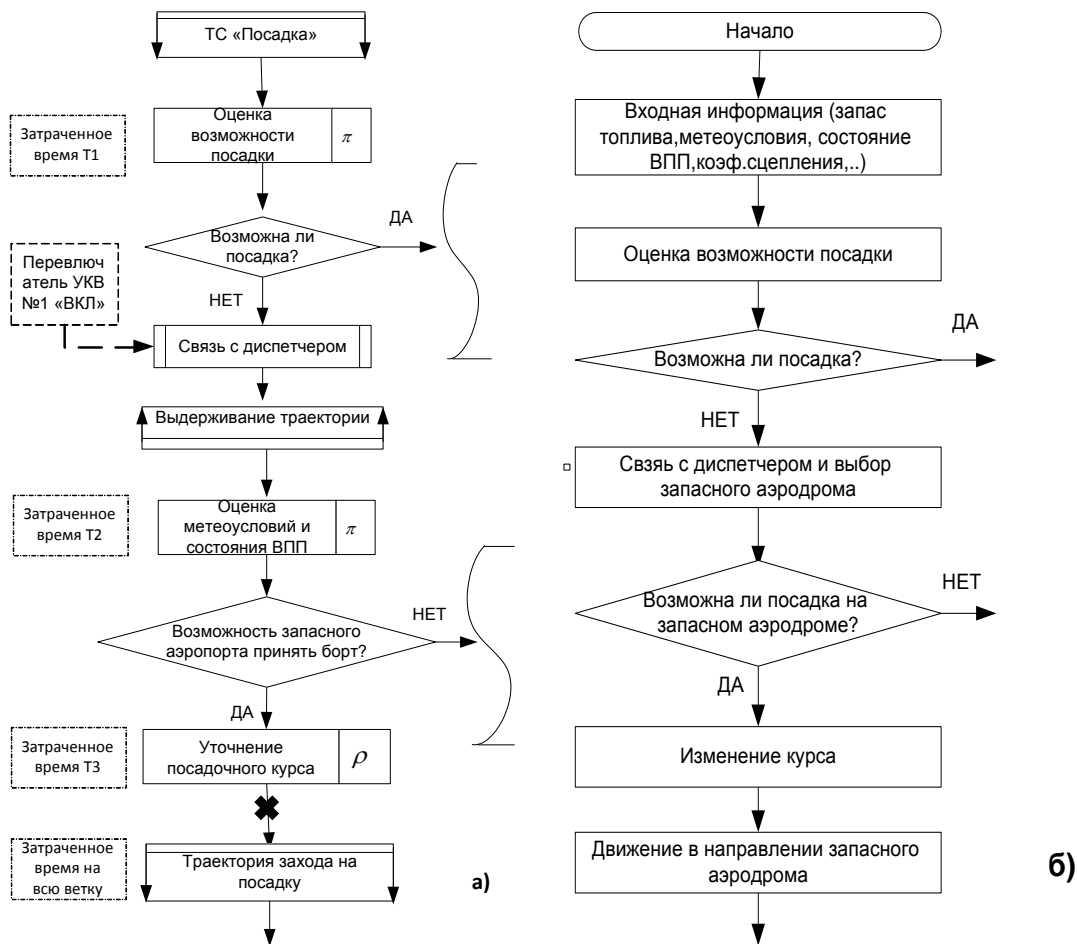 ТС «Посадка»
Затраченное
время Т1
Оценка
возможности
посадки
π
Возможна ли
посадка?
ДА
НЕТ
Перевлюч
атель УКВ
№1 «ВКЛ»
Связь с диспетчером
Выдерживание траектории
Затраченное
время Т2
Оценка
метеоусловий и
состояния ВПП
π
Возможность запасного
аэропорта принять борт?
НЕТ
ДА
Затраченное
время Т3
Уточнение
посадочного курса
ρ
Затраченное
время на
всю ветку
Траектория захода на
посадку
а)
Начало
Входная информация (запас
топлива,метеоусловия, состояние
ВПП,коэф.сцепления,..)
Оценка возможности посадки
Возможна ли посадка?
ДА
НЕТ
Свзяь с диспетчером и выбор
запасного аэродрома
Возможна ли посадка на
запасном аэродроме?
НЕТ
ДА
Изменение курса
Движение в направлении запасного
аэродрома
б)